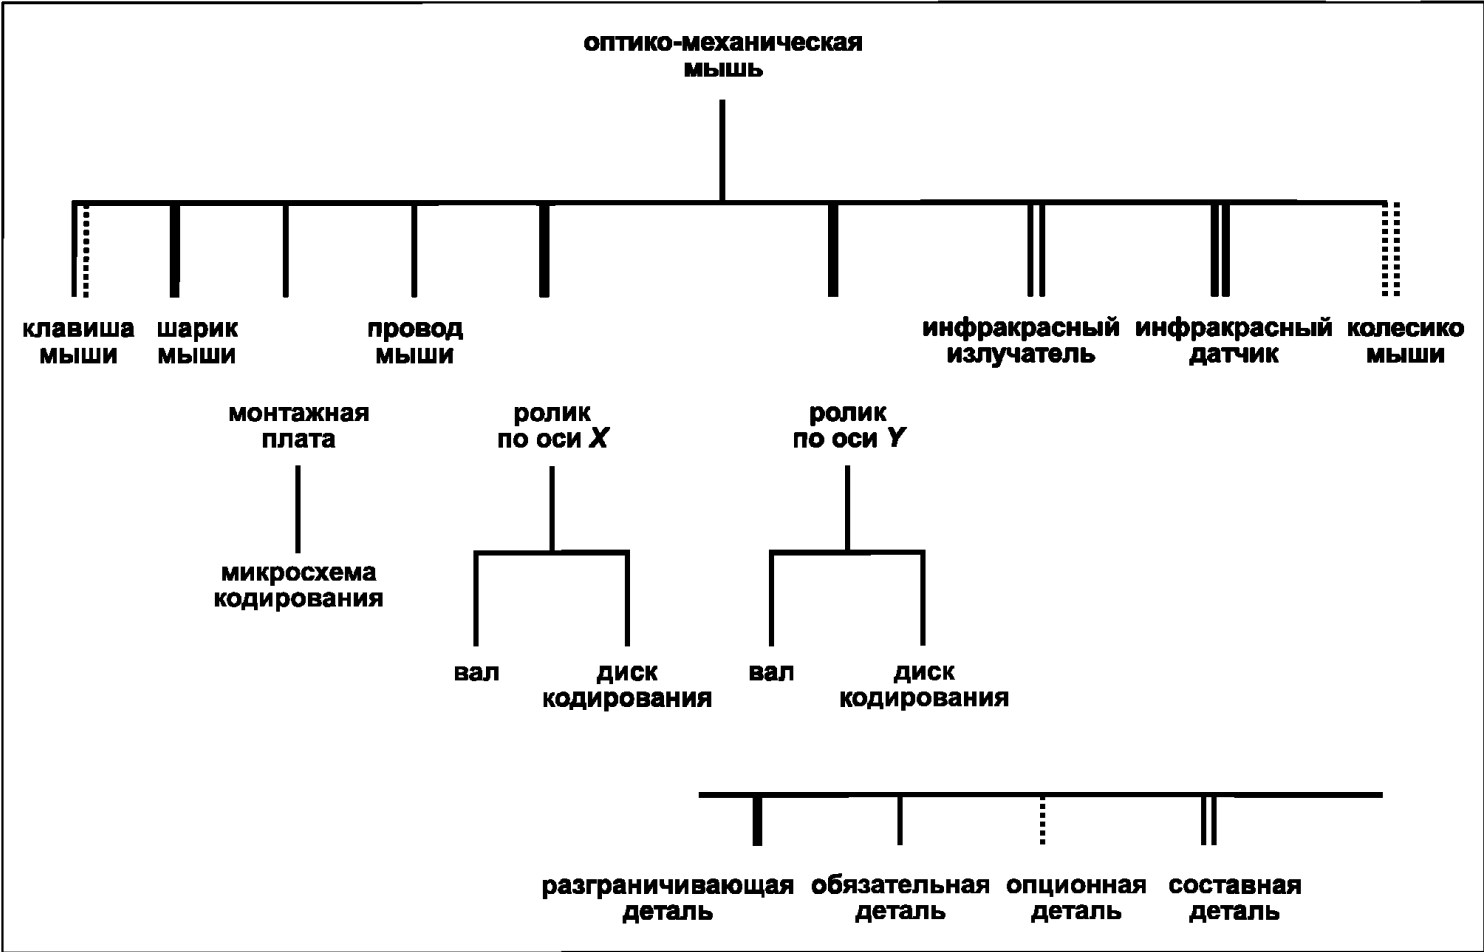 оптико-механическая
мышь
клавиша
мыши
шарик
мыши
провод
мыши
инфракрасный
излучатель
инфракрасный
датчик
колесико
мыши
монтажная
плата
ролик
по оси X
ролик
по оси Y
микросхема
кодирования
вал
диск
кодирования
вал
диск
кодирования
разграничивающая
деталь
обязательная
деталь
опционная
деталь
составная
деталь